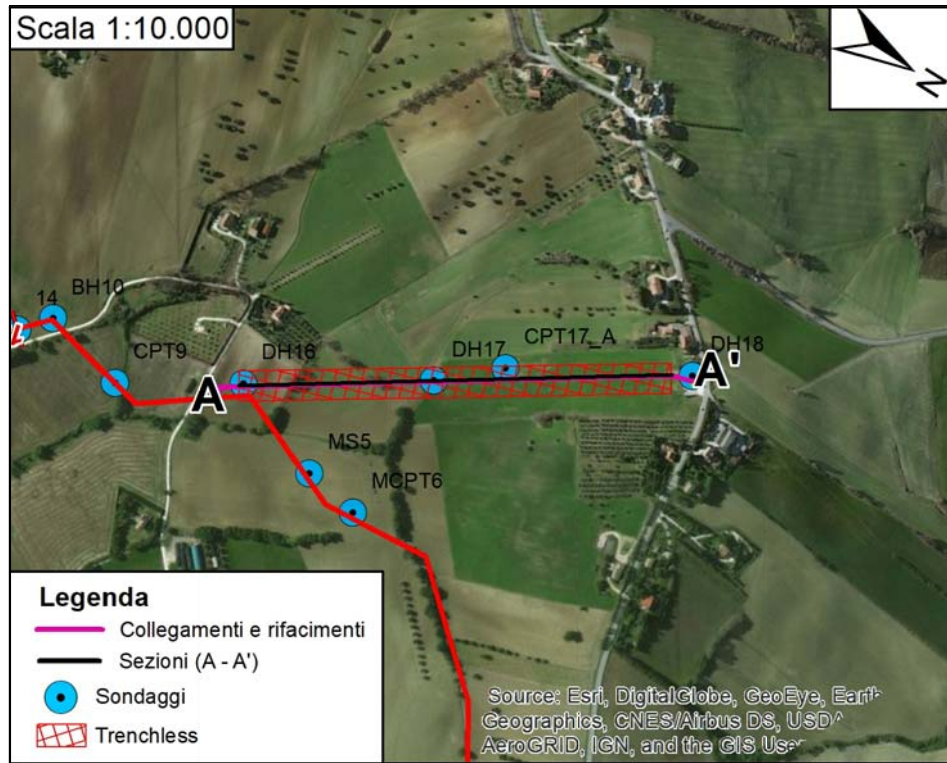 Scala 1:10.000
N
14
BH10
CPT9
DH16
DH17
CPT17_A
DH18
A
A'
MS5
MCPT6
Legenda
Collegamenti e rifacimenti
Sezioni (A - A')
Sondaggi
Trenchless
Source: Esri, DigitalGlobe, GeoEye,
Geographics, CNES/Airbus DS,
AeroGRID, IGN, and the GIS